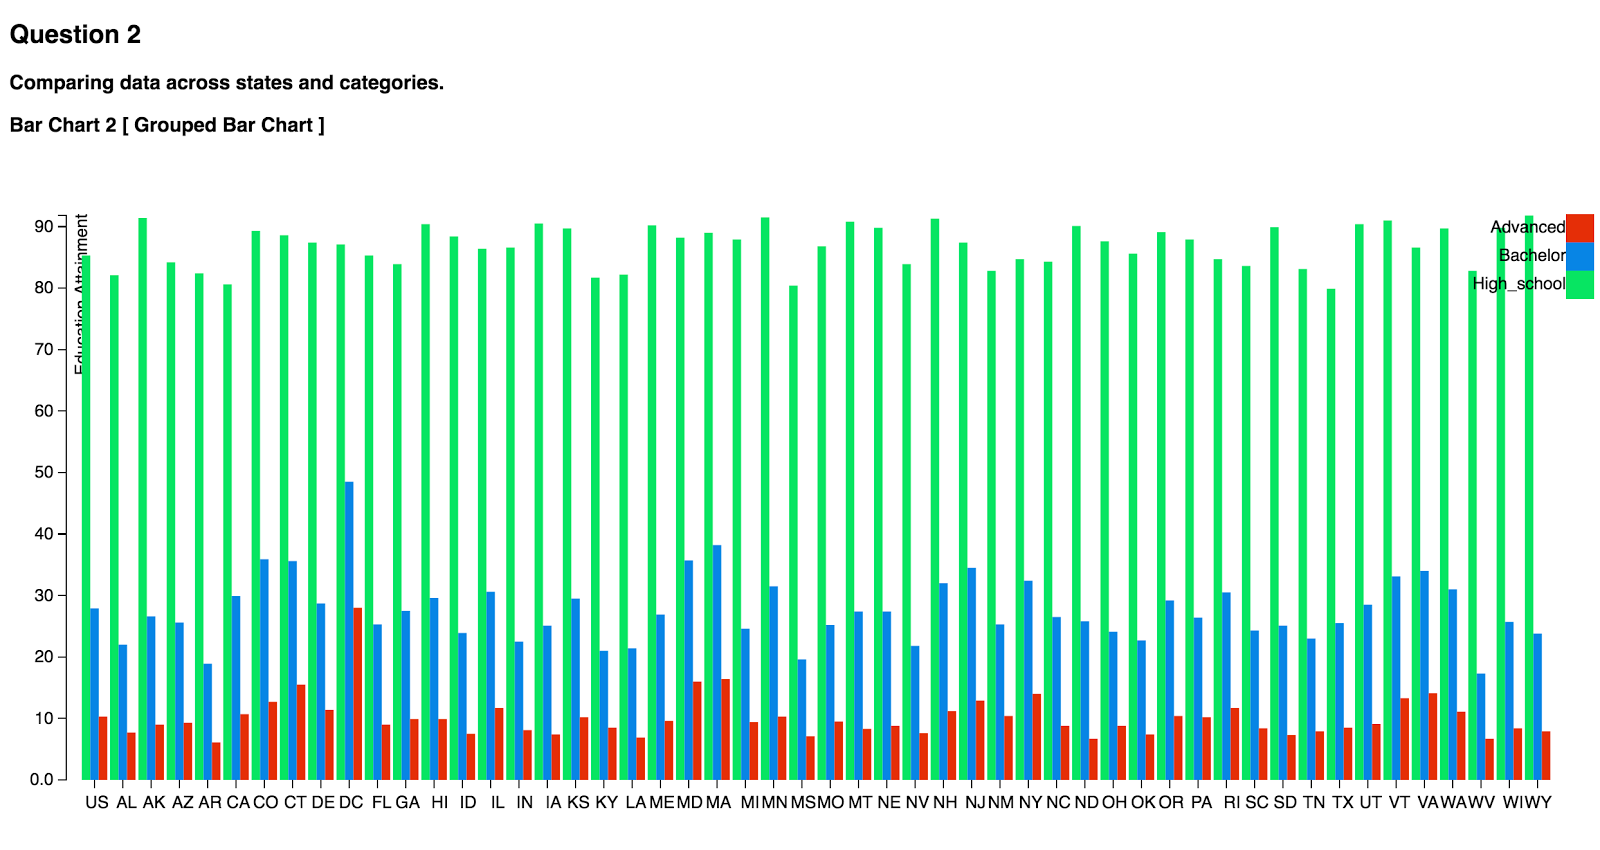 Question 2
Comparing data across states and categories.
Bar Chart 2 [ Grouped Bar Chart ]
Education Attainment
Advanced
Bachelor
High_school
90
80
70
60
50
40
30
20
10
0.0
US AL AK AZ AR CA CO CT DE DC FL GA HI ID IL IN IA KS KY LA ME MD MA MI MN MS MO MT NE NV NH NJ NM NY NC ND OH OK OR PA RI SC SD TN TX UT VT VA WA WV WI WY